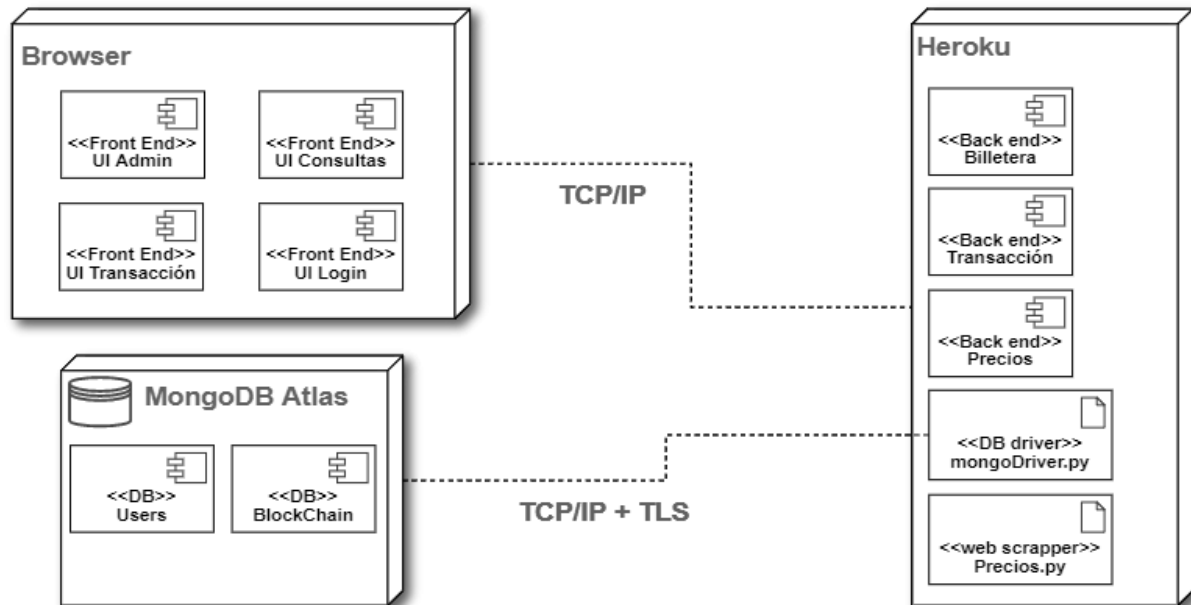 Browser
<<Front End>>
UI Admin
<<Front End>>
UI Consultas
<<Front End>>
UI Transacción
<<Front End>>
UI Login
TCP/IP
MongoDB Atlas
<<DB>>
Users
<<DB>>
BlockChain
TCP/IP + TLS
Heroku
<<Back end>>
Billetera
<<Back end>>
Transacción
<<Back end>>
Precios
<<DB driver>>
mongoDriver.py
<<web scrapper>>
Precios.py